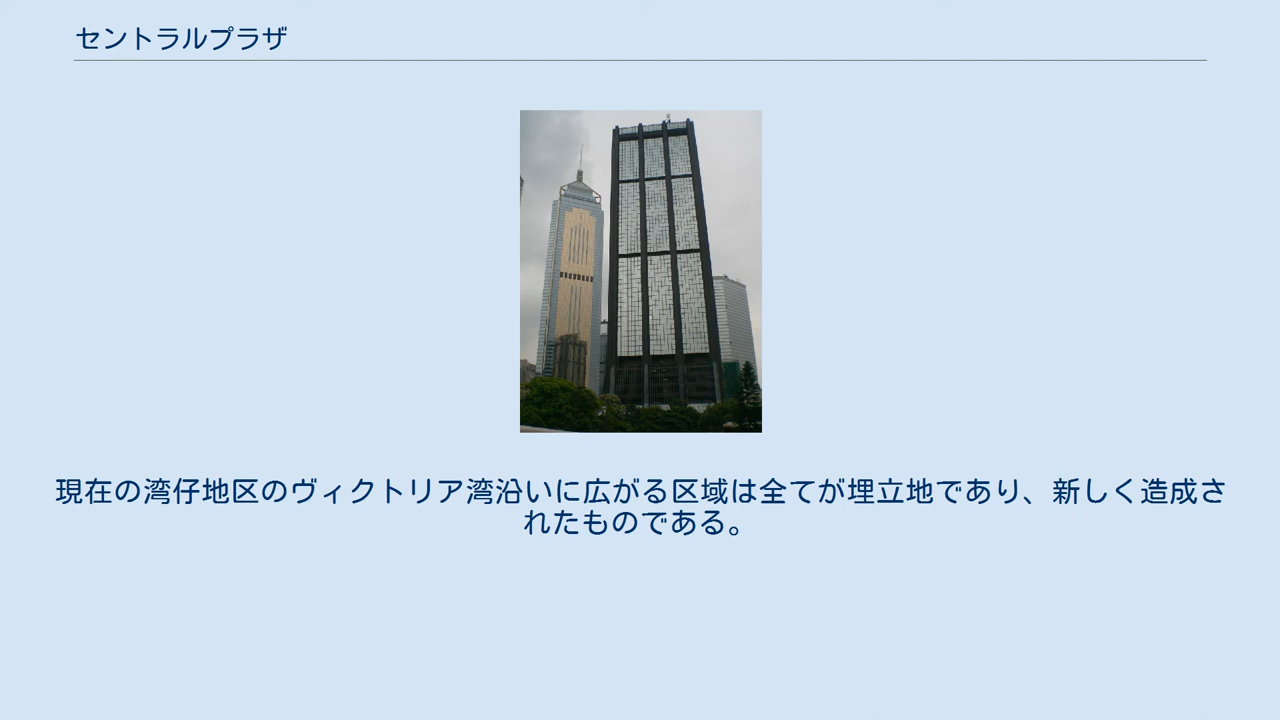 セントラルプラザ
現在の湾仔地区のヴィクトリア湾沿いに広がる区域は全てが埋立地であり、新しく造成さ
れたものである。